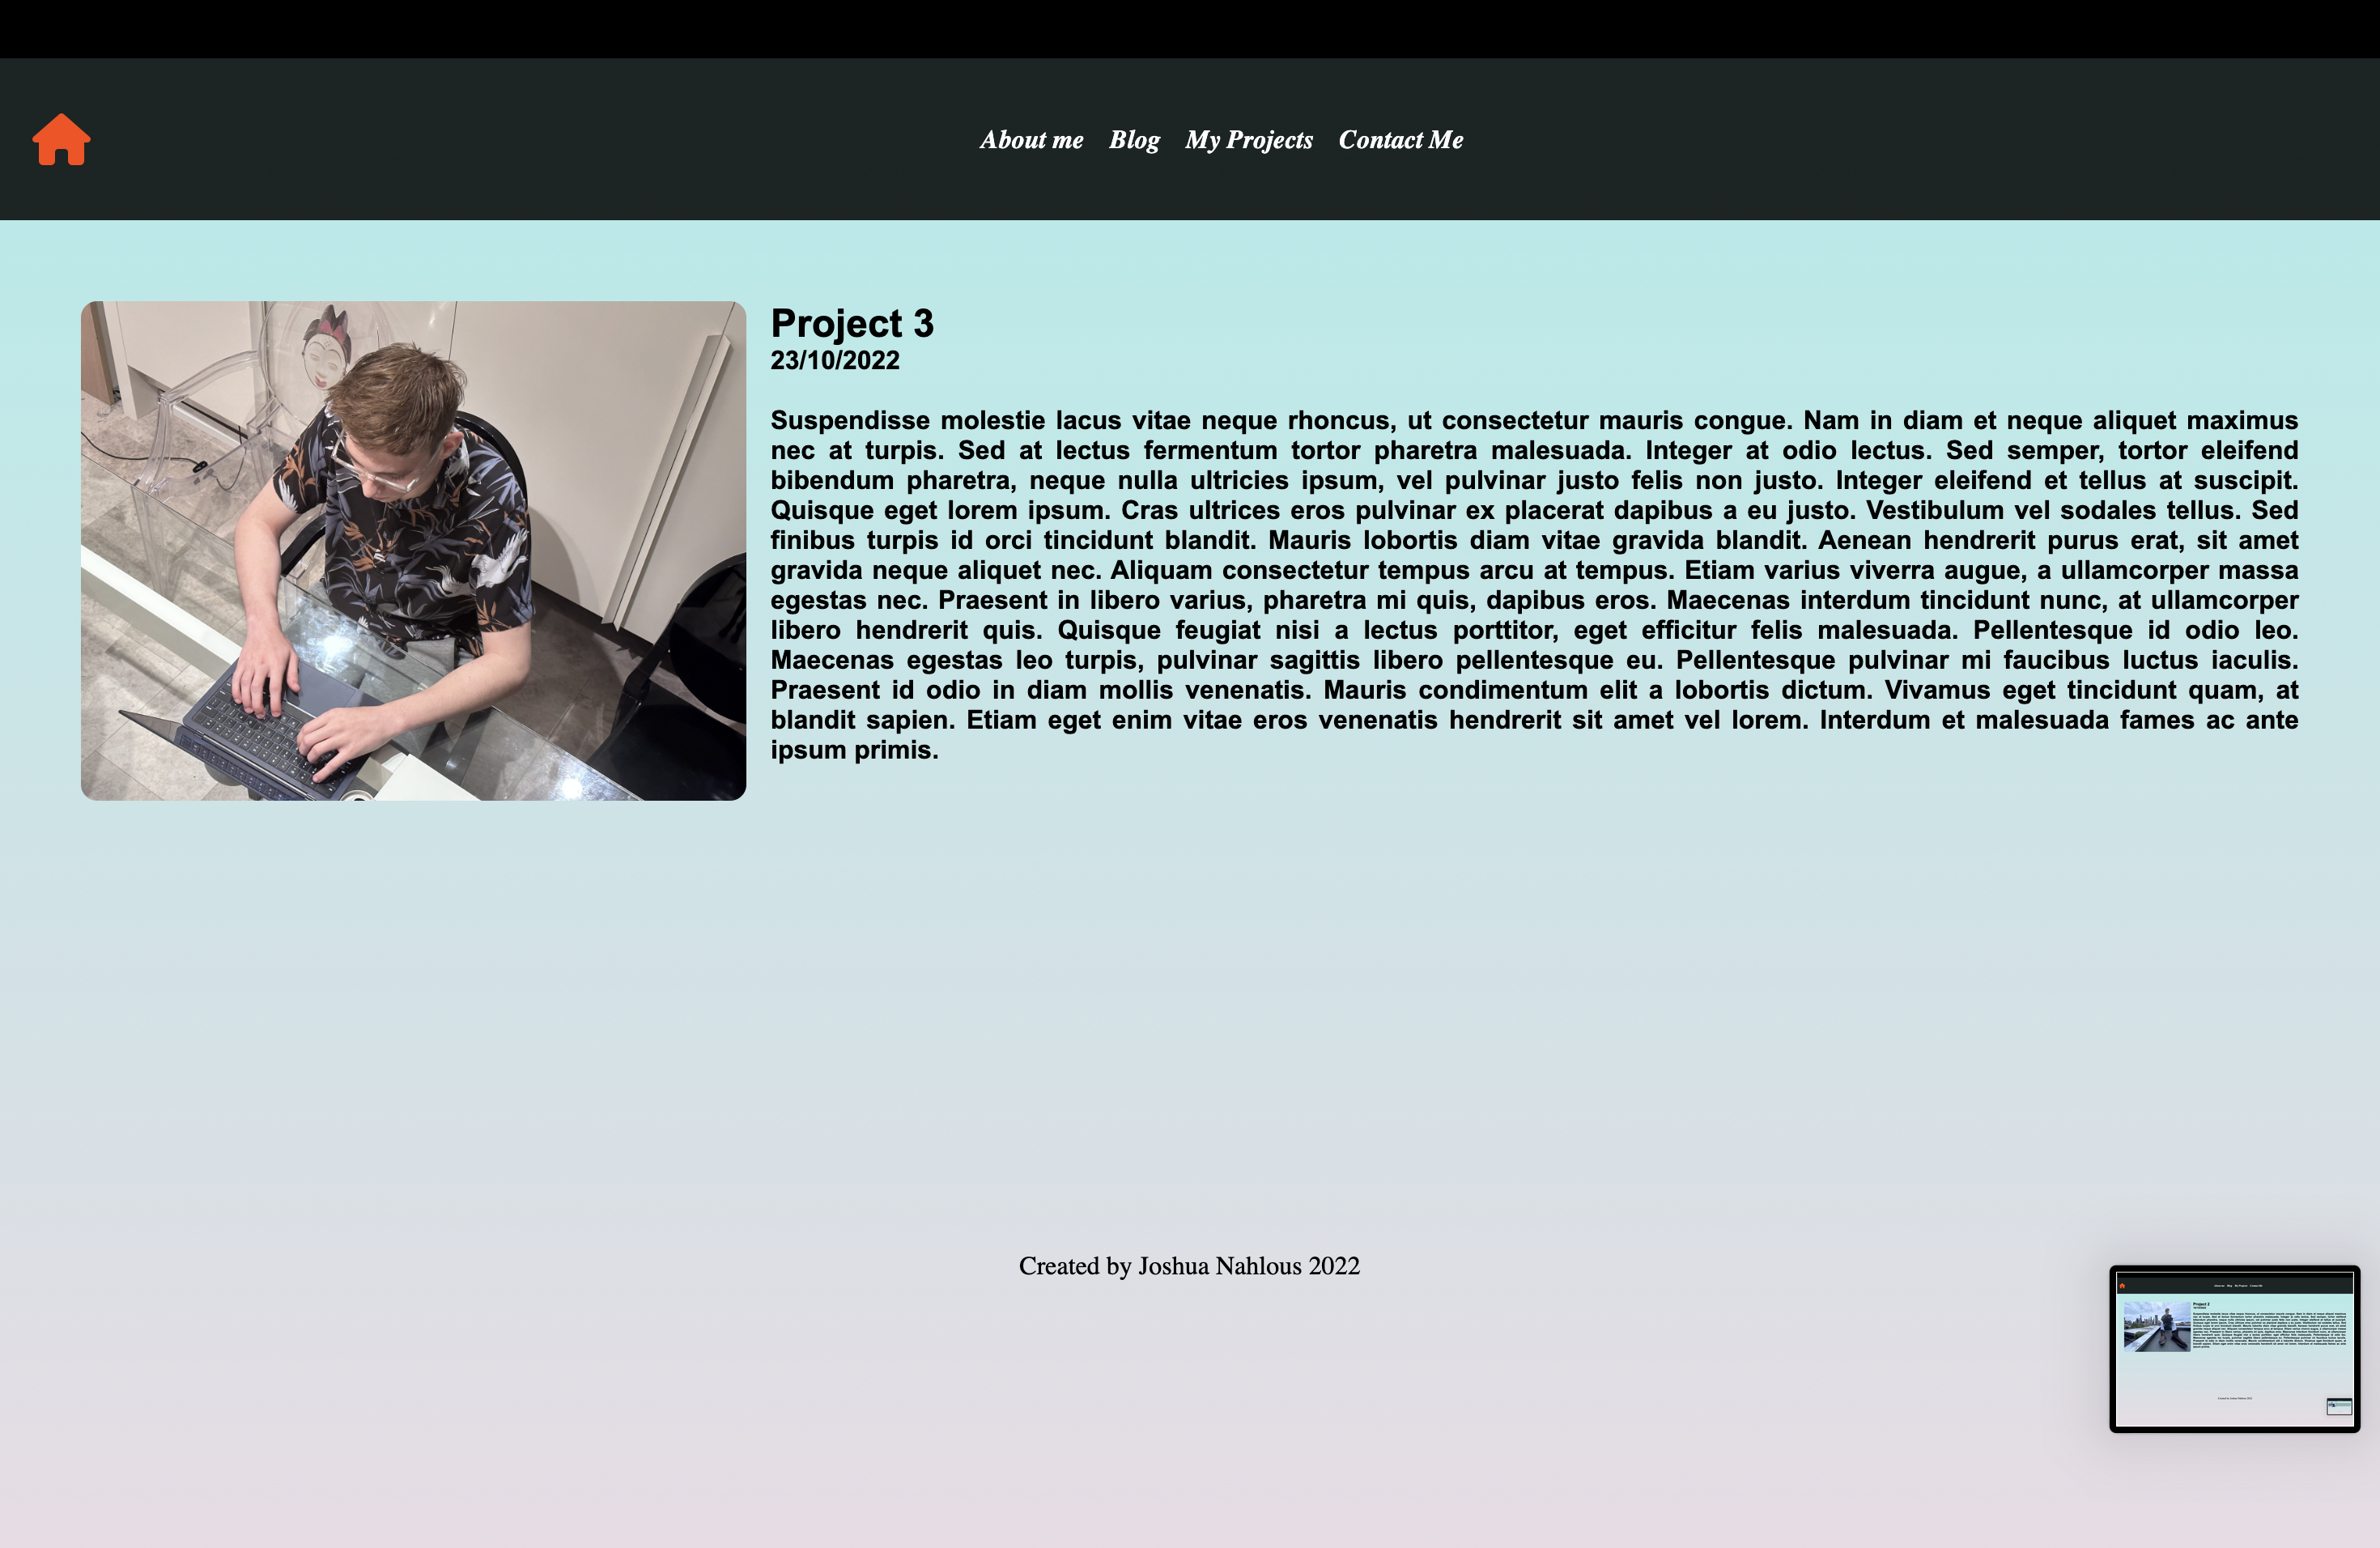 About me Blog My Projects Contact Me
Project 3
23/10/2022
Suspendisse molestie lacus vitae neque rhoncus, ut consectetur mauris congue. Nam in diam et neque aliquet maximus
nec at turpis. Sed at lectus fermentum tortor pharetra malesuada. Integer at odio lectus. Sed semper, tortor eleifend
bibendum pharetra, neque nulla ultricies ipsum, vel pulvinar justo felis non justo. Integer eleifend et tellus at suscipit.
Quisque eget lorem ipsum. Cras ultrices eros pulvinar ex placerat dapibus a eu justo. Vestibulum vel sodales tellus. Sed
finibus turpis id orci tincidunt blandit. Mauris lobortis diam vitae gravida blandit. Aenean hendrerit purus erat, sit amet
gravida neque aliquet nec. Aliquam consectetur tempus arcu at tempus. Etiam varius viverra augue, a ullamcorper massa
egestas nec. Praesent in libero varius, pharetra mi quis, dapibus eros. Maecenas interdum tincidunt nunc, at ullamcorper
libero hendrerit quis. Quisque feugiat nisi a lectus porttitor, eget efficitur felis malesuada. Pellentesque id odio leo.
Maecenas egestas leo turpis, pulvinar sagittis libero pellentesque eu. Pellentesque pulvinar mi faucibus luctus iaculis.
Praesent id odio in diam mollis venenatis. Mauris condimentum elit a lobortis dictum. Vivamus eget tincidunt quam, at
blandit sapien. Etiam eget enim vitae eros venenatis hendrerit sit amet vel lorem. Interdum et malesuada fames ac ante
ipsum primis.
Created by Joshua Nahlous 2022
Project 2